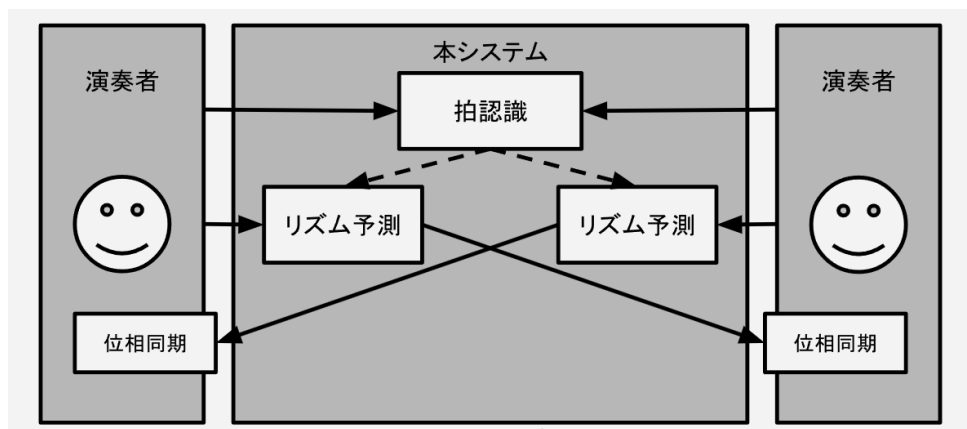 本システム
演奏者
演奏者
拍認識
リズム予測
リズム予測
位相同期
位相同期